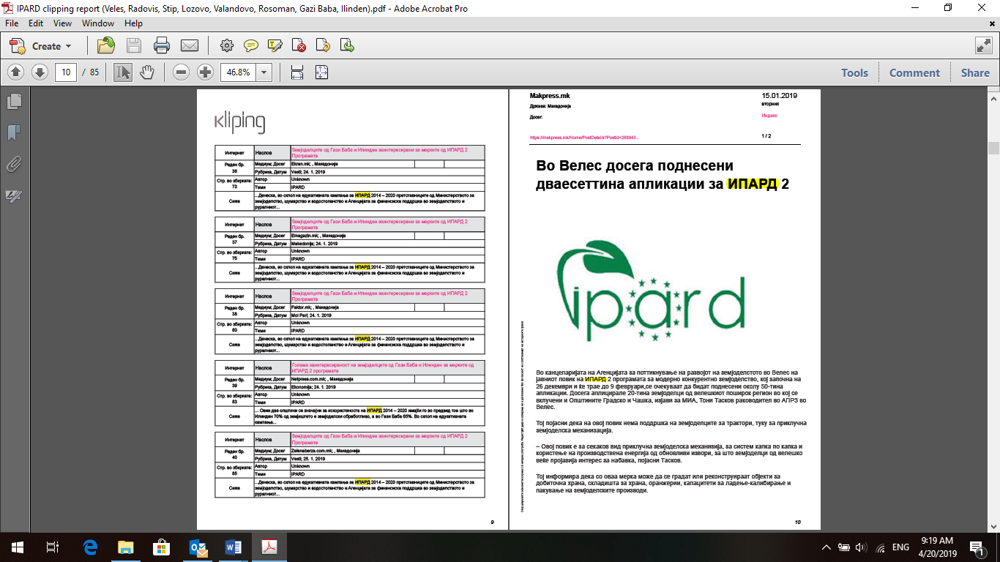 IPARD clipping report (Veles, Radovis, Stip, Lozovo, Valandovo, Rosoman, Gazi Baba, Ilinden).pdf - Adobe Acrobat Pro
File Edit View Window Help
Create
10 / 85
46.8%
Tools Comment Share
kliping
Интернет Наслов Земјоделците од Гази Баба и Илинден заинтересирани за мерките од ИПАРД 2
Програмата
Реден бр. Медиум; Досег Ekran.mk; , Македонија
36 Рубрика, Датум Vesti; 24. 1. 2019
Стр. во збирката: Автор Unknown
73 Теми IPARD
Сиже ...Денеска, во склоп на едукативната кампања за ИПАРД 2014 – 2020 претставниците од Министерството за
земјоделство, шумарство и водостопанство и Агенцијата за финансиска поддршка во земјоделството и
руралниот...
Интернет Наслов Земјоделците од Гази Баба и Илинден заинтересирани за мерките од ИПАРД 2
Програмата
Реден бр. Медиум; Досег Emagazin.mk; , Македонија
37 Рубрика, Датум Makedonija; 24. 1. 2019
Стр. во збирката: Автор Unknown
75 Теми IPARD
Сиже ...Денеска, во склоп на едукативната кампања за ИПАРД 2014 – 2020 претставниците од Министерството за
земјоделство, шумарство и водостопанство и Агенцијата за финансиска поддршка во земјоделството и
руралниот...
Интернет Наслов Земјоделците од Гази Баба и Илинден заинтересирани за мерките од ИПАРД 2
Програмата
Реден бр. Медиум; Досег Faktor.mk; , Македонија
38 Рубрика, Датум Moi Pari; 24. 1. 2019
Стр. во збирката: Автор Unknown
80 Теми IPARD
Сиже ...Денеска, во склоп на едукативната кампања за ИПАРД 2014 – 2020 претставниците од Министерството за
земјоделство, шумарство и водостопанство и Агенцијата за финансиска поддршка во земјоделството и
руралниот...
Интернет Наслов Голема заинтересираност на земјоделците од Гази Баба и Илинден за мерките од
ИПАРД 2 програмата
Реден бр. Медиум; Досег Netpress.com.mk; , Македонија
39 Рубрика, Датум Ekonomija; 24. 1. 2019
Стр. во збирката: Автор Unknown
83 Теми IPARD
Сиже ... Овие две општини се значајни за искористеноста на ИПАРД 2014 – 2020 имајќи го во предвид тоа што во
Илинден 70% од земјиштето е земјоделски обработливо, а во Гази Баба 65%. Во склоп на едукативната
кампања...
Интернет Наслов Земјоделците од Гази Баба и Илинден заинтересирани за мерките од ИПАРД 2
Програмата
Реден бр. Медиум; Досег Zelenaberza.com.mk; , Македонија
40 Рубрика, Датум Vesti; 25. 1. 2019
Стр. во збирката: Автор Unknown
85 Теми IPARD
Сиже ...Денеска, во склоп на едукативната кампања за ИПАРД 2014 – 2020 претставниците од Министерството за
земјоделство, шумарство и водостопанство и Агенцијата за финансиска поддршка во земјоделството и
руралниот...
9
Makpress.mk 15.01.2019
Држава: Македонија вторник
Досег: Индекс
https://makpress.mk/Home/PostDetails?PostId=268943... 1 / 2
Во Велес досега поднесени
дваесеттина апликации за ИПАРД 2
ipard
Во канцеларијата на Агенцијата за поттикнување на развојот на земјоделстото во Велес на
јавниот повик на ИПАРД 2 програмата за модерно конкурентно земјоделство, кој започна на
26 декември и ќе трае до 9 февруари,се очекуваат да бидат поднесени околу 50-тина
апликации. Досега аплицирале 20-тина земјоделци од велешкиот поширок регион во кој се
вклучени и Општините Градско и Чашка, изјави за МИА, Тони Тасков раководител во АПРЗ во
Велес.
Тој појасни дека на овој повик нема поддршка на земјоделците за трактори, туку за приклучна
земјоделска механизација.
– Овој повик е за секаков вид приклучна земјоделска механизија, за систем капка по капка и
користење на производствена енергија од обновливи извори, за што земјоделци од велешко
веќе пројавија интерес за набавка, појасни Тасков.
Тој информира дека со оваа мерка може да се градат или реконструираат објекти за
добиточна храна, складишта за храна, оранжерии, капацитети за ладење-калибирање и
пакување на земјоделските производи.
10
ENG
9:19 AM
4/20/2019
1